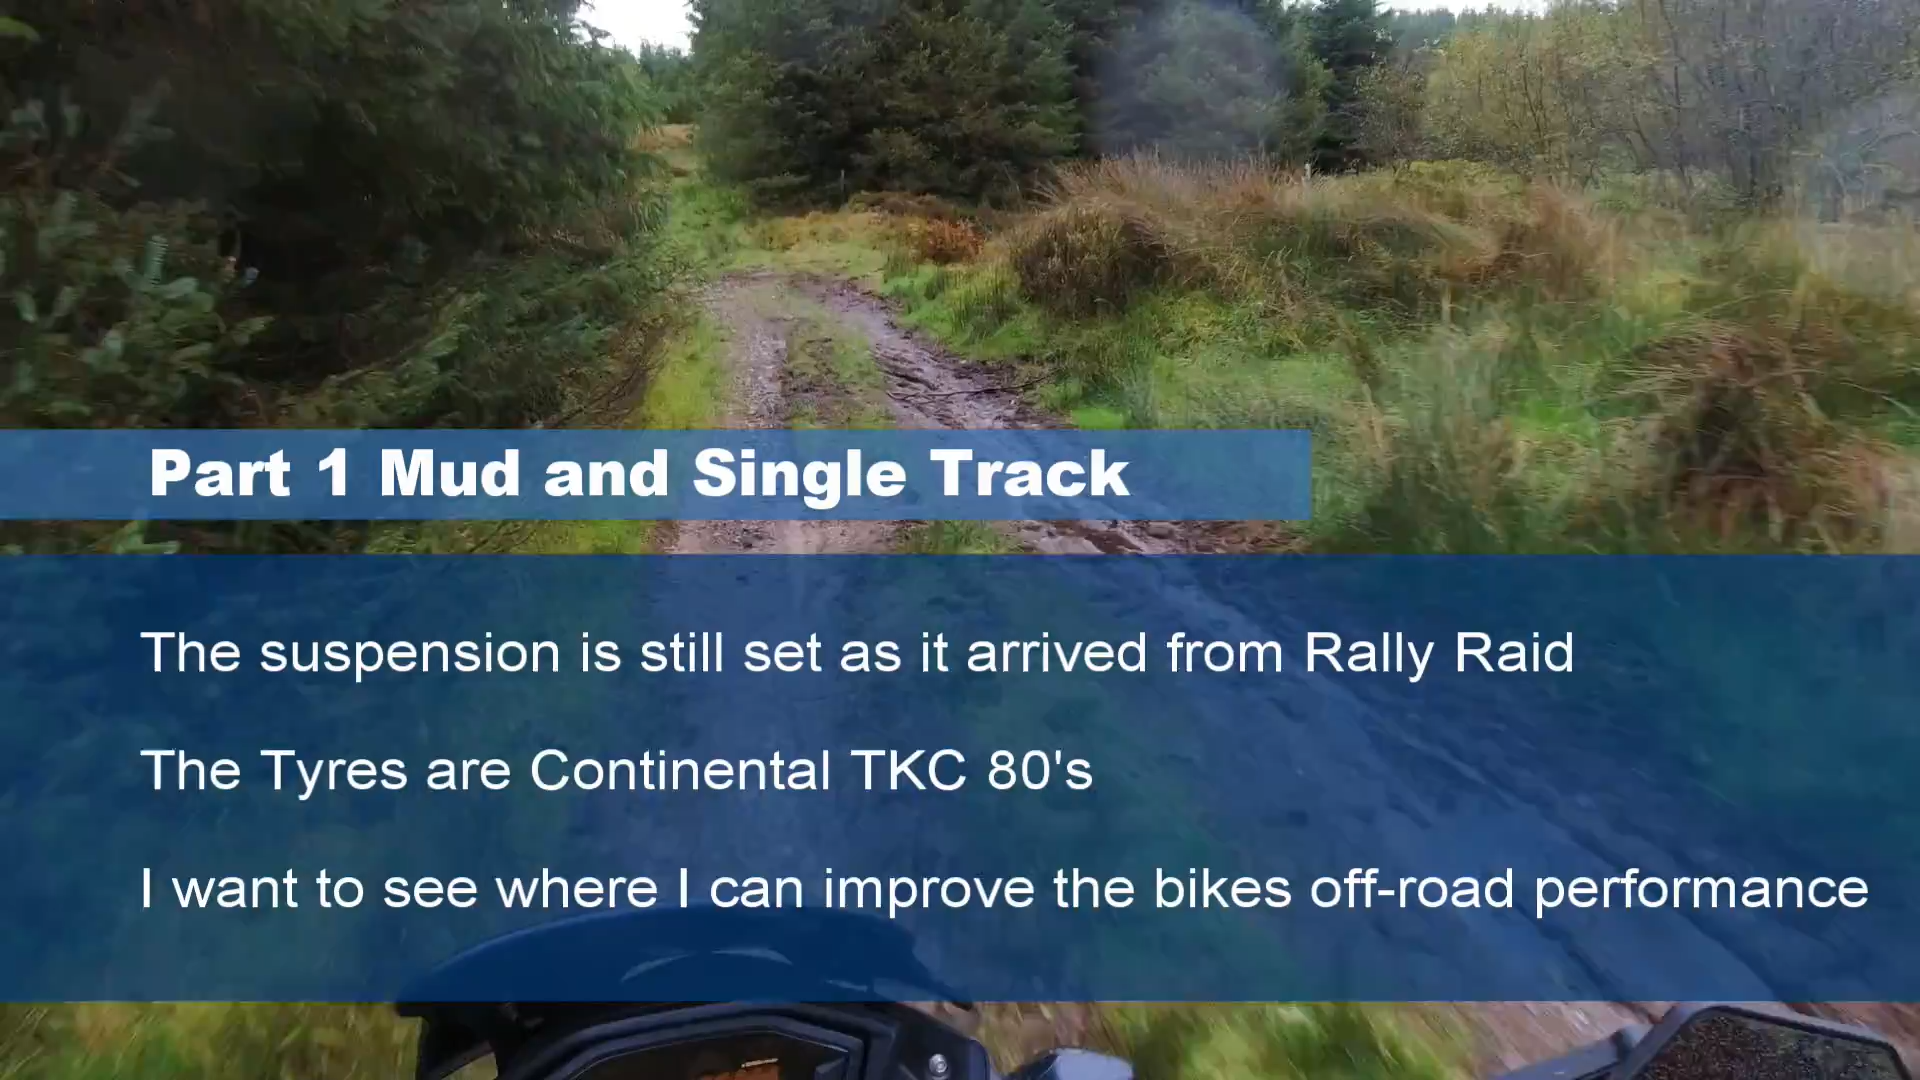 Part 1 Mud and Single Track
The suspension is still set as it arrived from Rally Raid
The Tyres are Continental TKC 80's
I want to see where I can improve the bikes off-road performance